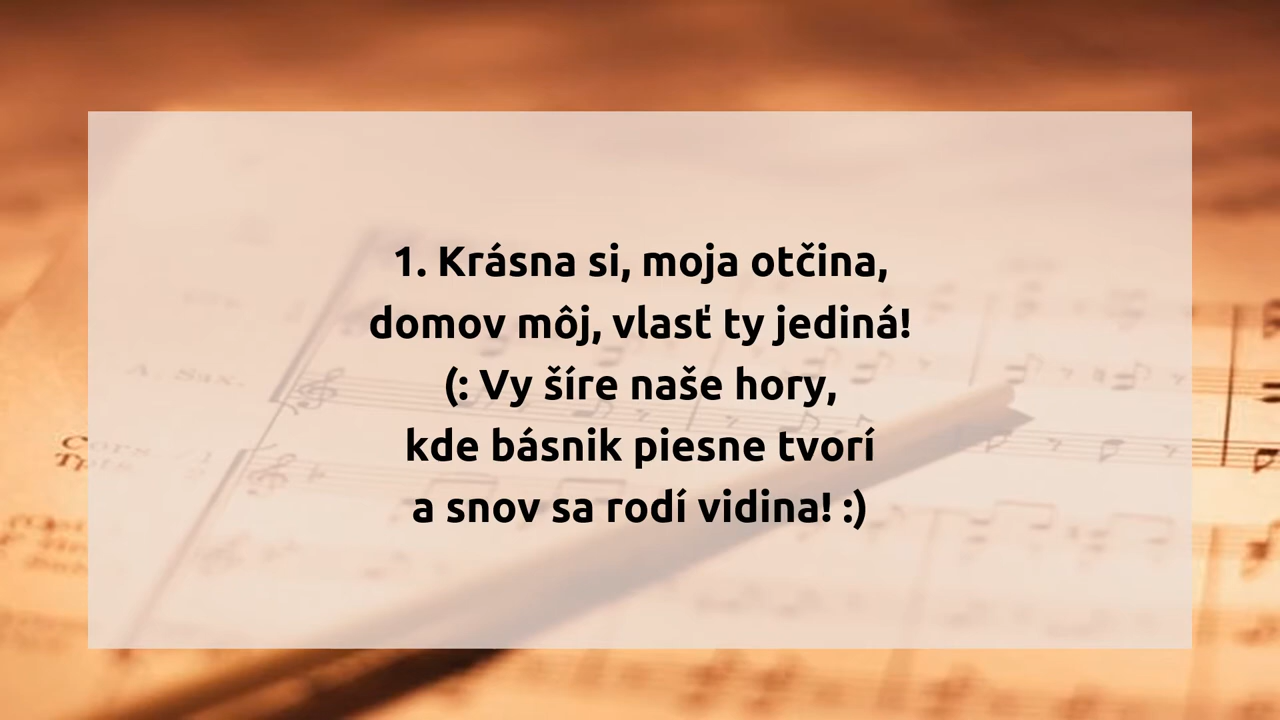 1. Krásna si, moja otčina,
domov môj, vlasť ty jediná!
(: Vy šíre naše hory,
kde básnik piesne tvorí
a snov sa rodí vidina! :)
A. Sax.